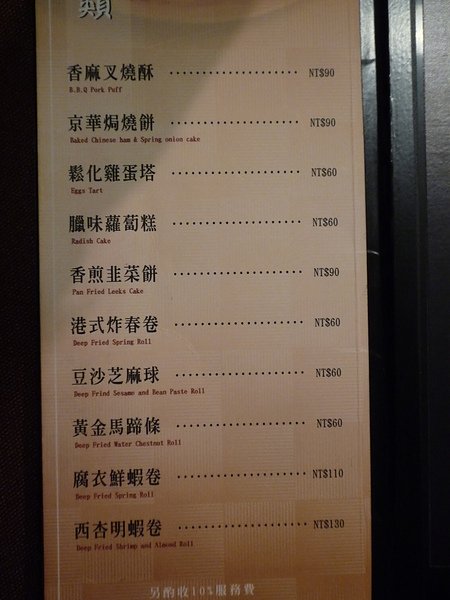 類
香麻叉燒酥 NT$90
B.B.Q Pork Puff
京華焗燒餅 NT$90
Baked Chinese ham & Spring onion cake
鬆化雞蛋塔 NT$60
Eggs Tart
臘味蘿蔔糕 NT$60
Radish Cake
香煎韭菜餅 NT$90
Pan Fried Leeks Cake
港式炸春卷 NT$60
Deep Fried Spring Roll
豆沙芝麻球 NT$60
Deep Frind Sesame and Bean Paste Roll
黃金馬蹄條 NT$60
Deep Fried Water Chestnut Roll
腐衣鮮蝦卷 NT$110
Deep Fried Spring Roll
西杏明蝦卷 NT$130
Deep Fried Shrimp and Almond Roll
另酌收10%服務費